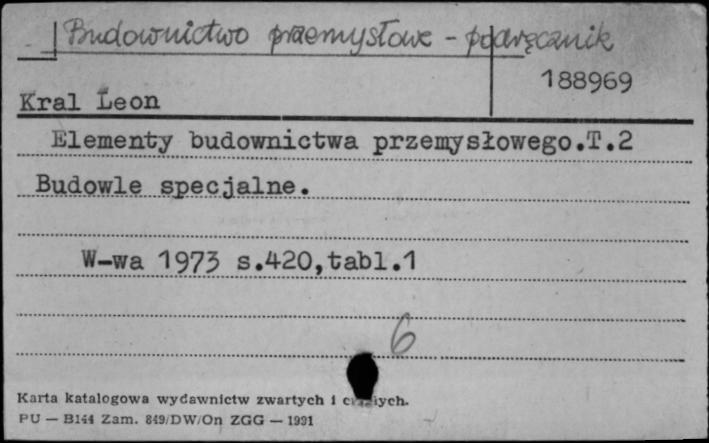 Budownictwo przemysłowe - podręcznik
188969
Kral Leon
Elementy budownictwa przemysłowego.T.2
Budowle specjalne.
W-wa 1973 s.420,tabl.1
6
Karta katalogowa wydawnictw zwartych i
PU — B144 Zam. 849/DW/On ZGG — 1991